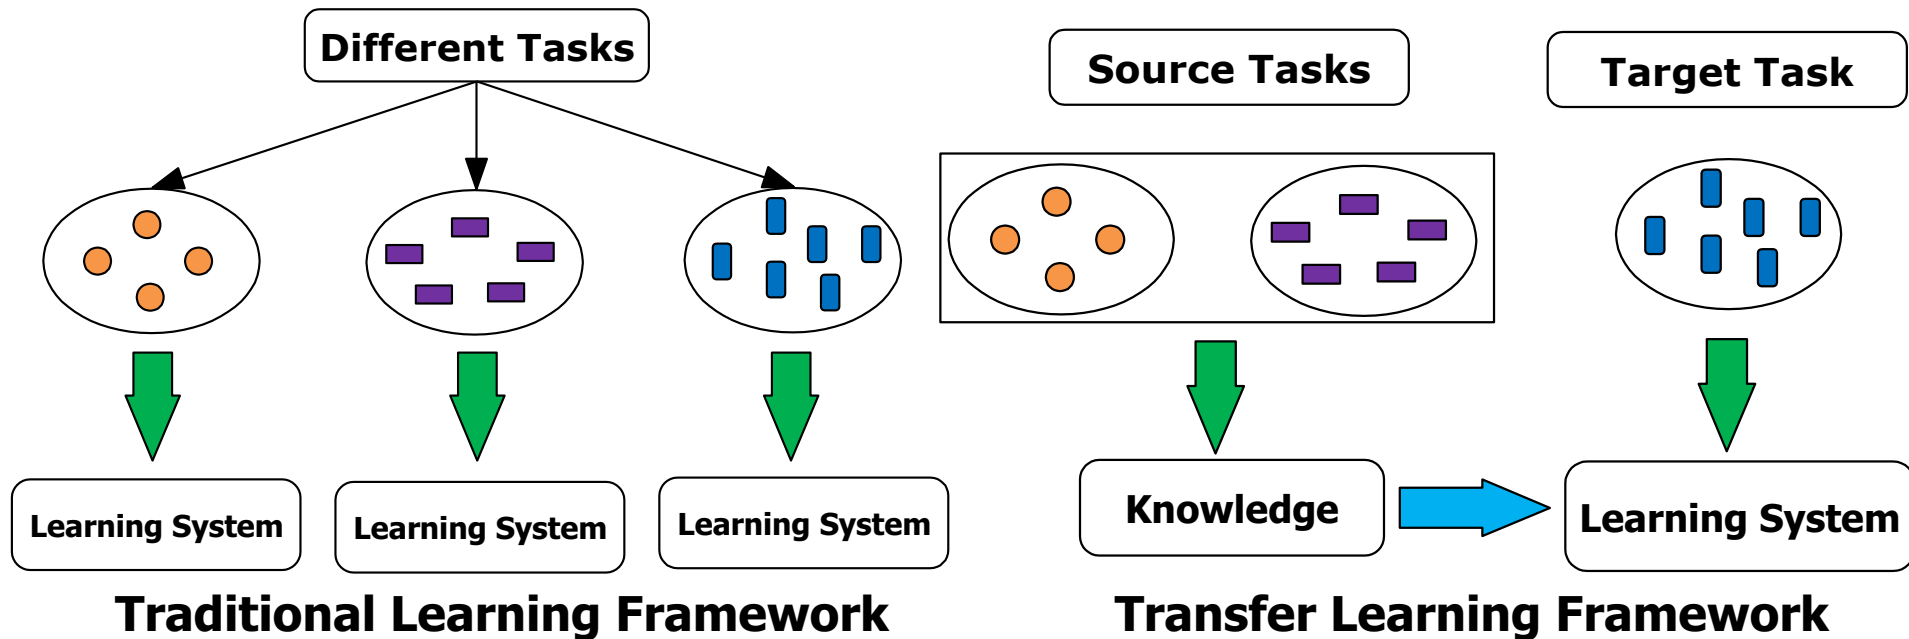 Different Tasks
Source Tasks
Target Task
Learning System
Learning System
Learning System
Knowledge
Learning System
Traditional Learning Framework
Transfer Learning Framework